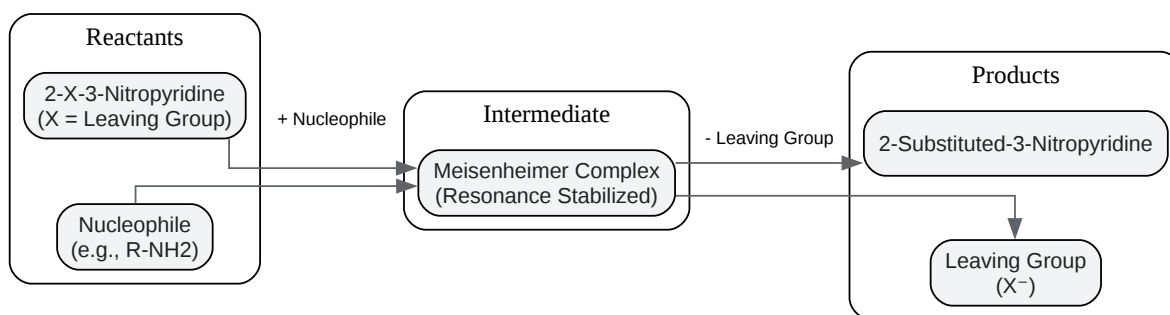 Reactants
2-X-3-Nitropyridine
(X = Leaving Group)
Nucleophile
(e.g., R-NH2)
+ Nucleophile
Intermediate
Meisenheimer Complex
(Resonance Stabilized)
- Leaving Group
Products
2-Substituted-3-Nitropyridine
Leaving Group
(X⁻)